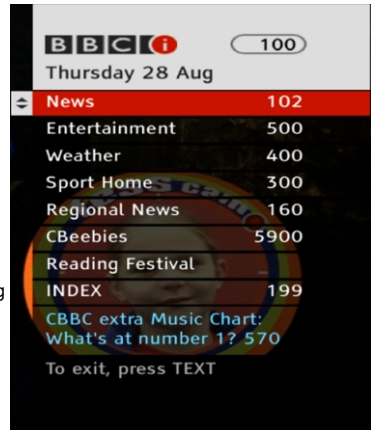 BBCi 100
Thursday 28 Aug
News 102
Entertainment 500
Weather 400
Sport Home 300
Regional News 160
CBeebies 5900
Reading Festival
INDEX 199
CBBC extra Music Chart:
What's at number 1? 570
To exit, press TEXT